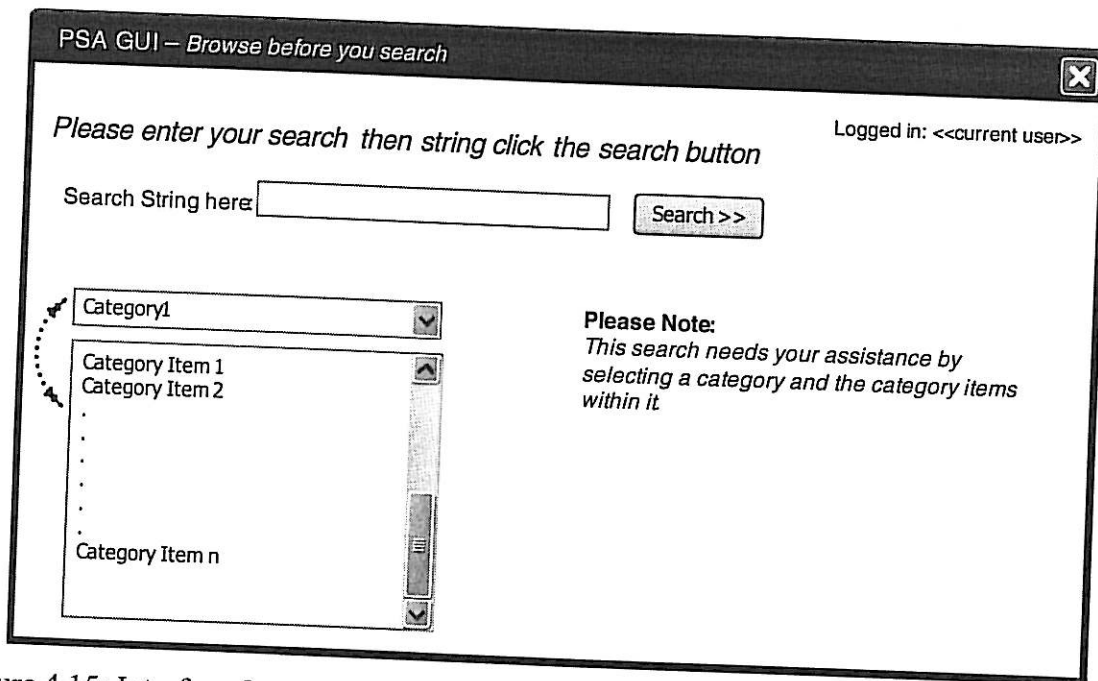 PSA GUI – Browse before you search
Logged in: <<current user>>
Please enter your search then string click the search button
Search String here:
Search >>
Category1
Category Item 1
Category Item 2
.
.
.
.
.
.
Category Item n
Please Note:
This search needs your assistance by
selecting a category and the category items
within it